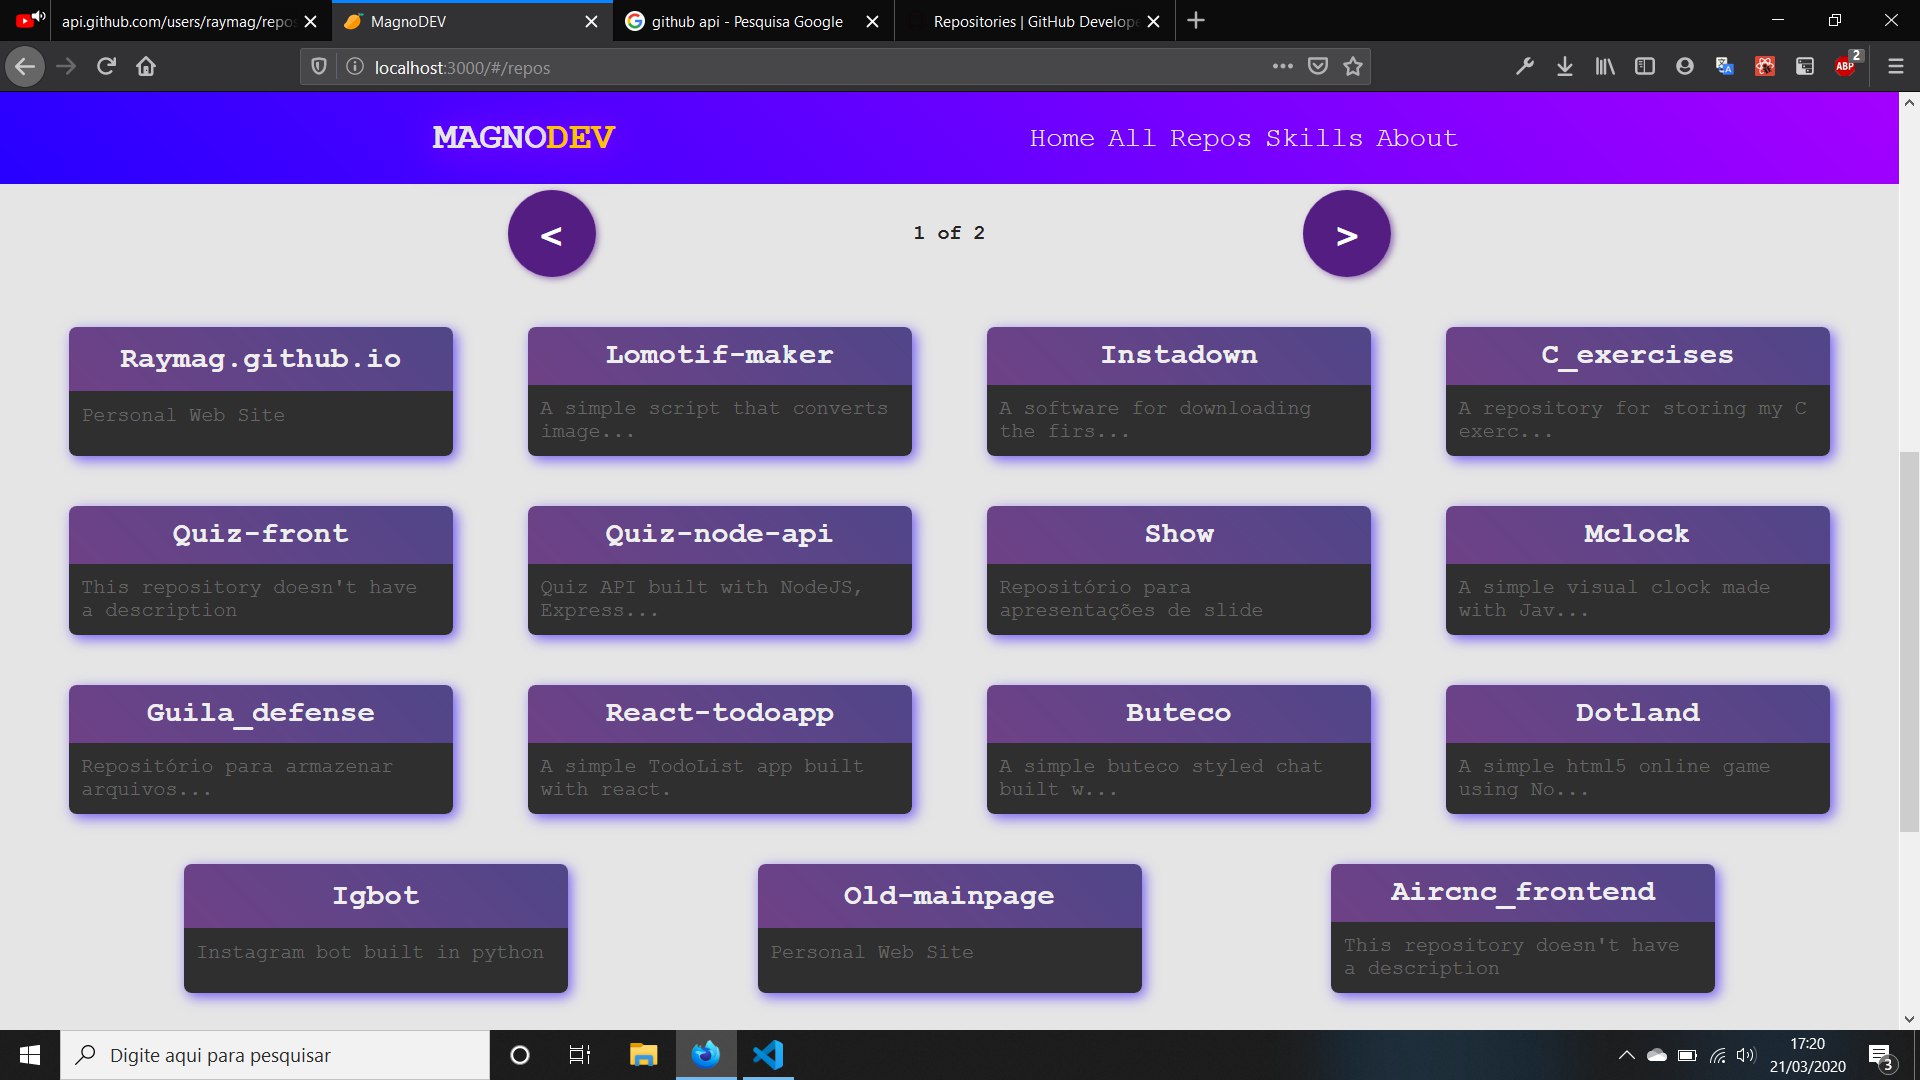 api.github.com/users/raymag/repos
MagnoDEV
github api - Pesquisa Google
Repositories | GitHub Develope
localhost:3000/#/repos
ABP
2
MAGNODEV
Home All Repos Skills About
<
1 of 2
>
Raymag.github.io
Personal Web Site
Lomotif-maker
A simple script that converts
image...
Instadown
A software for downloading
the firs...
C_exercises
A repository for storing my C
exerc...
Quiz-front
This repository doesn't have
a description
Quiz-node-api
Quiz API built with NodeJS,
Express...
Show
Repositório para
apresentações de slide
Mclock
A simple visual clock made
with Jav...
Guila_defense
Repositório para armazenar
arquivos...
React-todoapp
A simple TodoList app built
with react.
Buteco
A simple buteco styled chat
built w...
Dotland
A simple html5 online game
using No...
Igbot
Instagram bot built in python
Old-mainpage
Personal Web Site
Aircnc_frontend
This repository doesn't have
a description
Digite aqui para pesquisar
17:20
21/03/2020
3